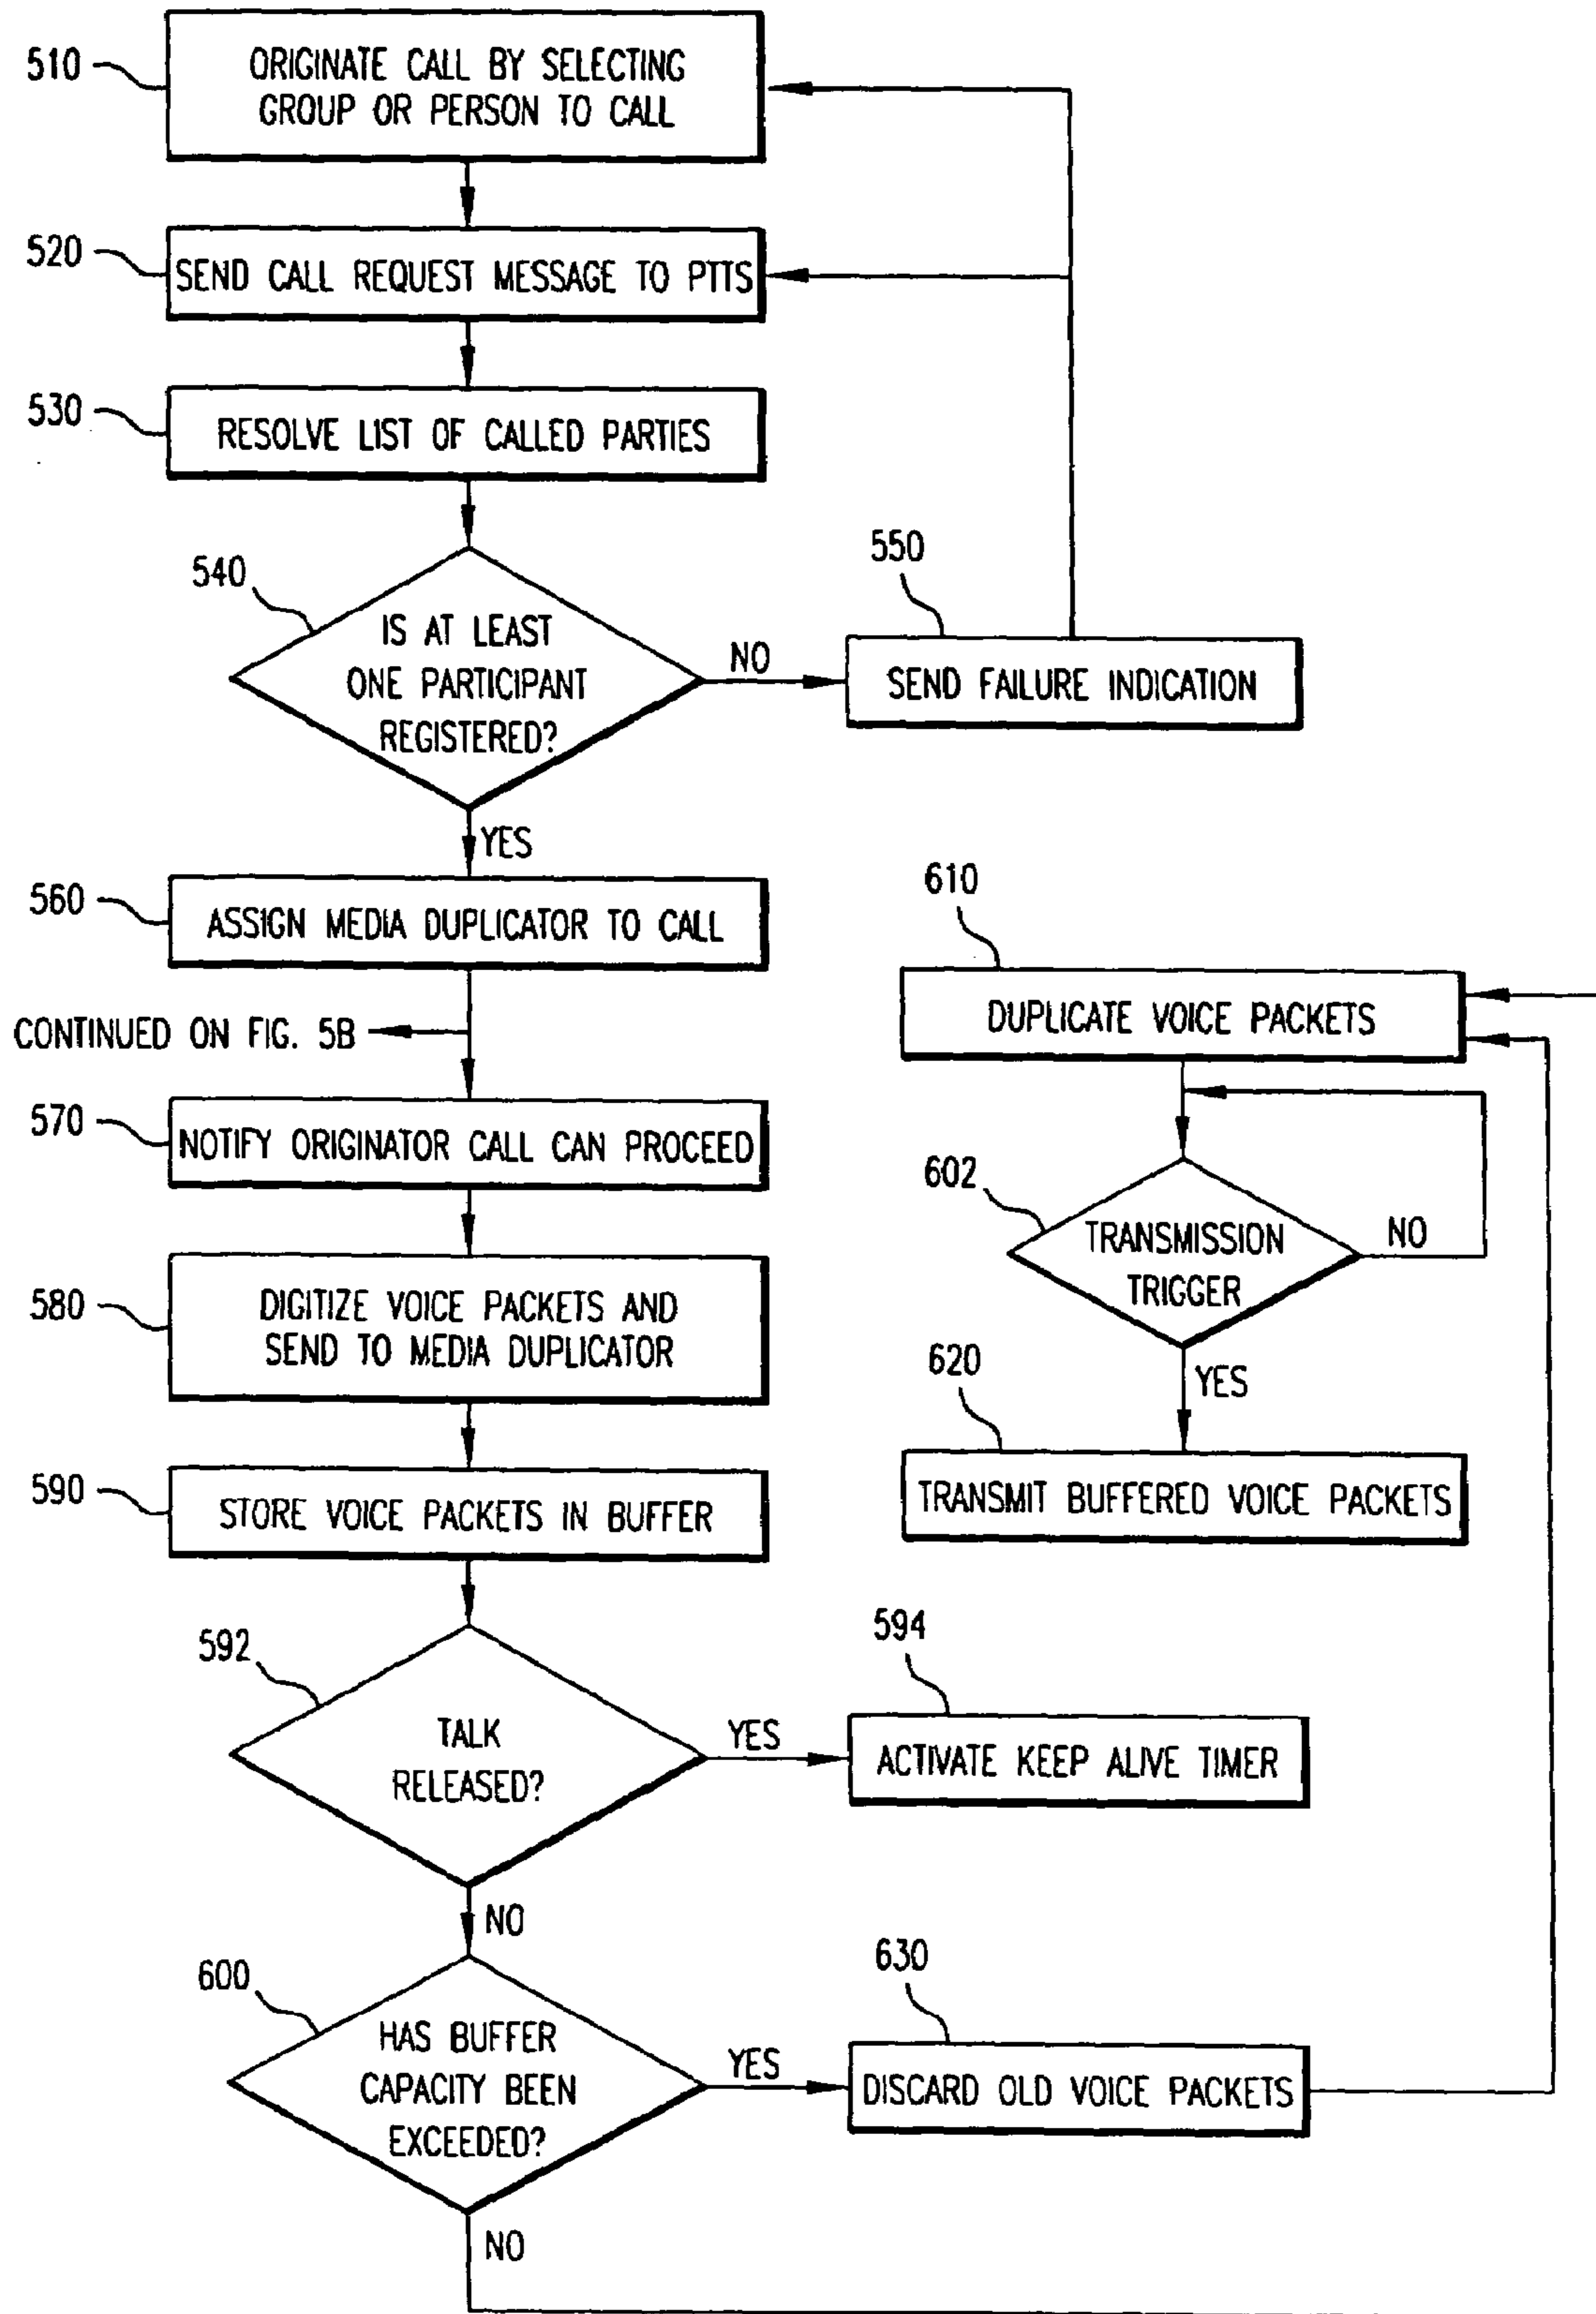 510
ORIGINATE CALL BY SELECTING
GROUP OR PERSON TO CALL
520
SEND CALL REQUEST MESSAGE TO PTTS
530
RESOLVE LIST OF CALLED PARTIES
540
IS AT LEAST
ONE PARTICIPANT
REGISTERED?
NO
550
SEND FAILURE INDICATION
YES
560
ASSIGN MEDIA DUPLICATOR TO CALL
CONTINUED ON FIG. 5B
570
NOTIFY ORIGINATOR CALL CAN PROCEED
580
DIGITIZE VOICE PACKETS AND
SEND TO MEDIA DUPLICATOR
590
STORE VOICE PACKETS IN BUFFER
592
TALK
RELEASED?
YES
594
ACTIVATE KEEP ALIVE TIMER
NO
600
HAS BUFFER
CAPACITY BEEN
EXCEEDED?
YES
630
DISCARD OLD VOICE PACKETS
NO
610
DUPLICATE VOICE PACKETS
602
TRANSMISSION
TRIGGER
NO
YES
620
TRANSMIT BUFFERED VOICE PACKETS